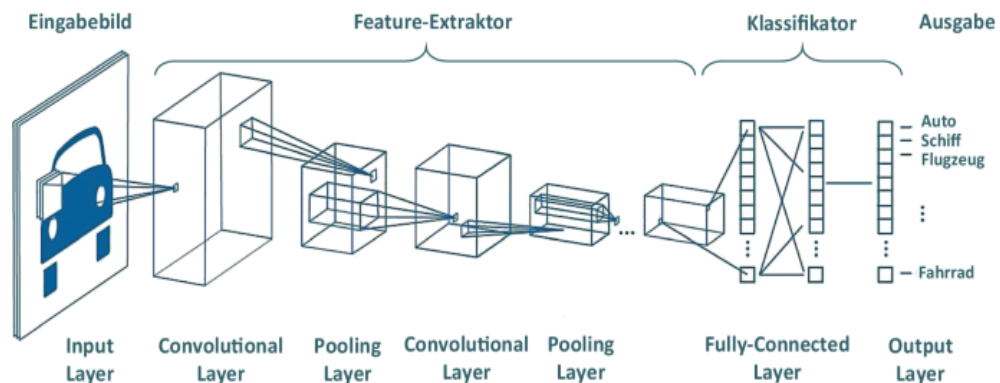 Eingabebild Feature-Extraktor Klassifikator Ausgabe
Auto
Schiff
Flugzeug
...
...
Fahrrad
Input Convolutional Pooling Convolutional Pooling Fully-Connected Output
Layer Layer Layer Layer Layer Layer Layer